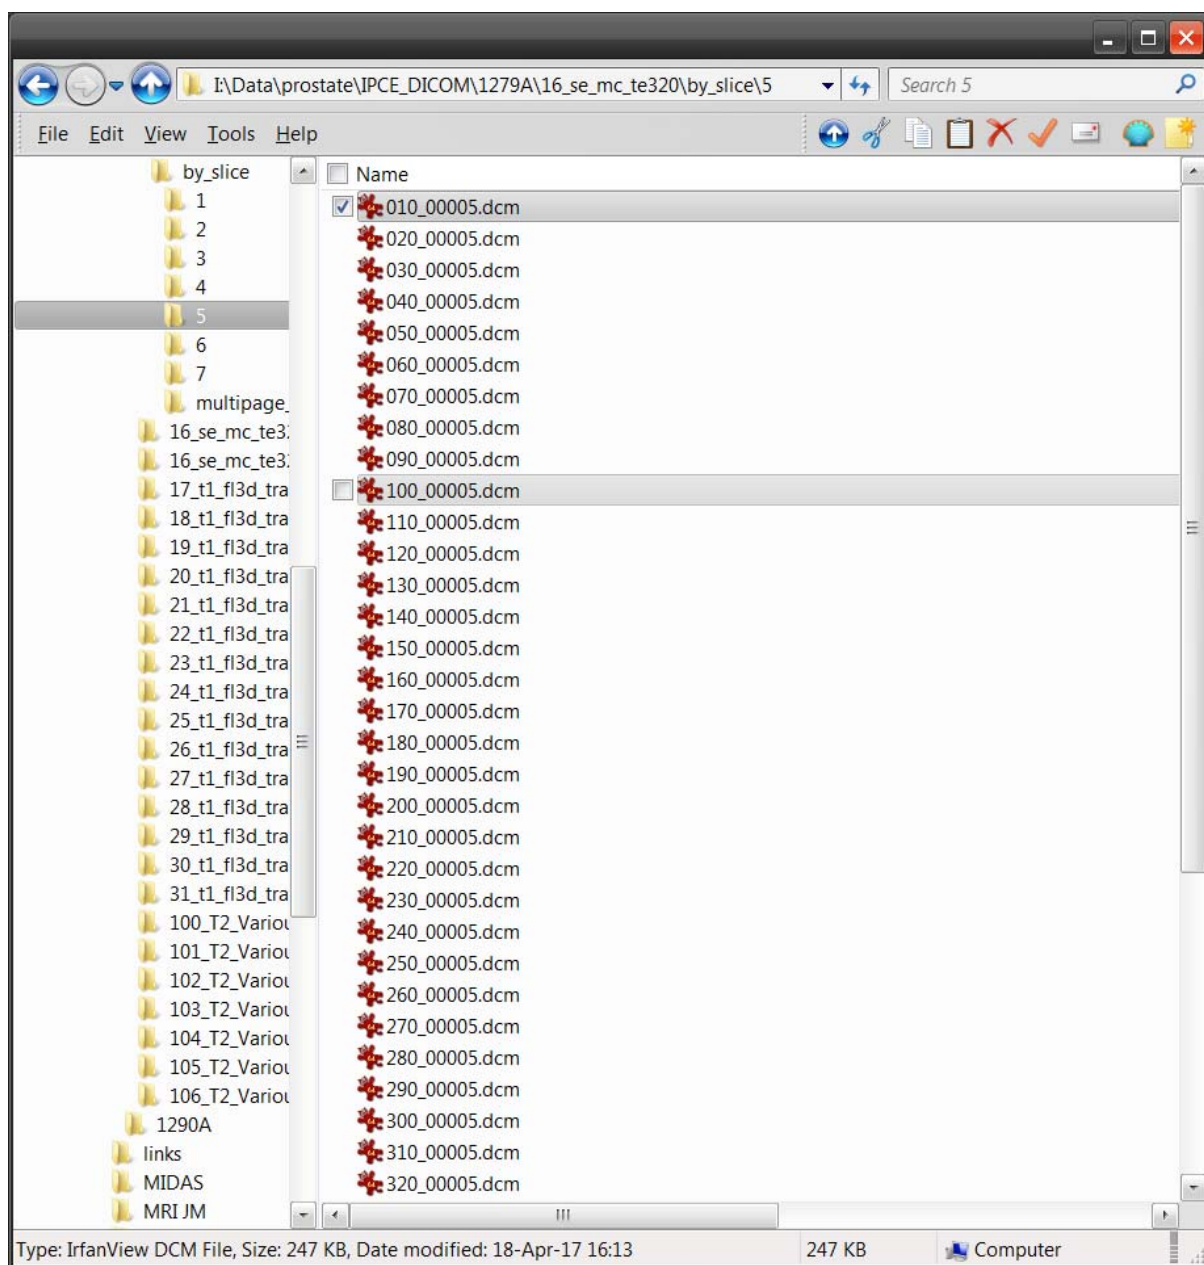 I:\Data\prostate\IPCE_DICOM\1279A\16_se_mc_te320\by_slice\5
Search 5
File Edit View Tools Help
by_slice
1
2
3
4
5
6
7
multipage_
16_se_mc_te3
16_se_mc_te3
17_t1_fl3d_tra
18_t1_fl3d_tra
19_t1_fl3d_tra
20_t1_fl3d_tra
21_t1_fl3d_tra
22_t1_fl3d_tra
23_t1_fl3d_tra
24_t1_fl3d_tra
25_t1_fl3d_tra
26_t1_fl3d_tra
27_t1_fl3d_tra
28_t1_fl3d_tra
29_t1_fl3d_tra
30_t1_fl3d_tra
31_t1_fl3d_tra
100_T2_Variou
101_T2_Variou
102_T2_Variou
103_T2_Variou
104_T2_Variou
105_T2_Variou
106_T2_Variou
1290A
links
MIDAS
MRI JM
Name
010_00005.dcm
020_00005.dcm
030_00005.dcm
040_00005.dcm
050_00005.dcm
060_00005.dcm
070_00005.dcm
080_00005.dcm
090_00005.dcm
100_00005.dcm
110_00005.dcm
120_00005.dcm
130_00005.dcm
140_00005.dcm
150_00005.dcm
160_00005.dcm
170_00005.dcm
180_00005.dcm
190_00005.dcm
200_00005.dcm
210_00005.dcm
220_00005.dcm
230_00005.dcm
240_00005.dcm
250_00005.dcm
260_00005.dcm
270_00005.dcm
280_00005.dcm
290_00005.dcm
300_00005.dcm
310_00005.dcm
320_00005.dcm
Type: IrfanView DCM File, Size: 247 KB, Date modified: 18-Apr-17 16:13
247 KB
Computer